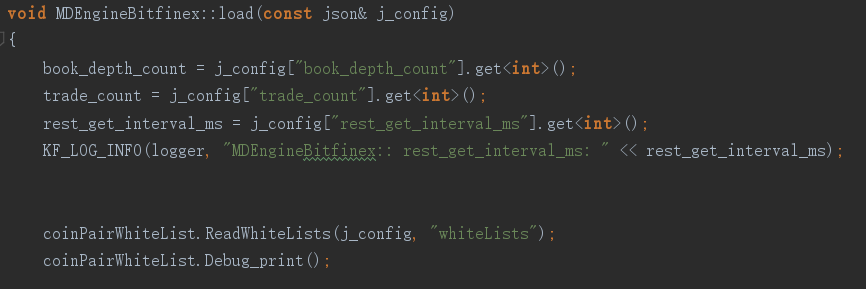 void MDEngineBitfinex::load(const json& j_config)
{
book_depth_count = j_config["book_depth_count"].get<int>();
trade_count = j_config["trade_count"].get<int>();
rest_get_interval_ms = j_config["rest_get_interval_ms"].get<int>();
KF_LOG_INFO(logger, "MDEngineBitfinex:: rest_get_interval_ms: " << rest_get_interval_ms);
coinPairWhiteList.ReadWhiteLists(j_config, "whiteLists");
coinPairWhiteList.Debug_print();